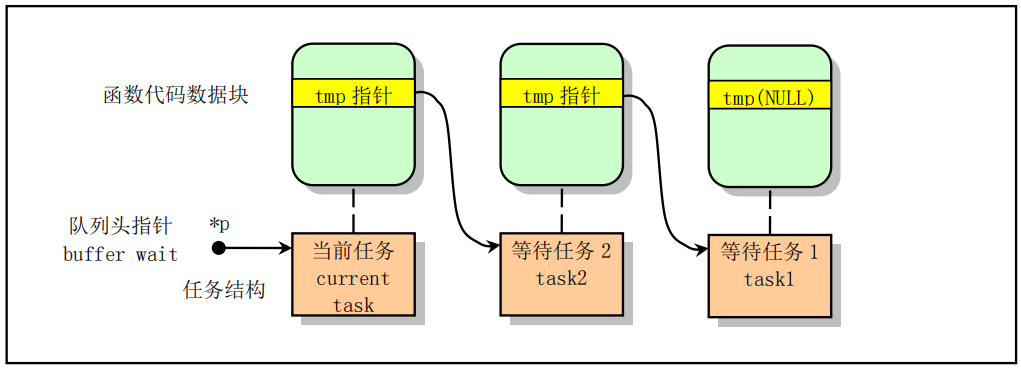 函数代码数据块
tmp 指针
tmp 指针
tmp(NULL)
队列头指针
buffer wait
*p
任务结构
当前任务
current
task
等待任务 2
task2
等待任务 1
task1